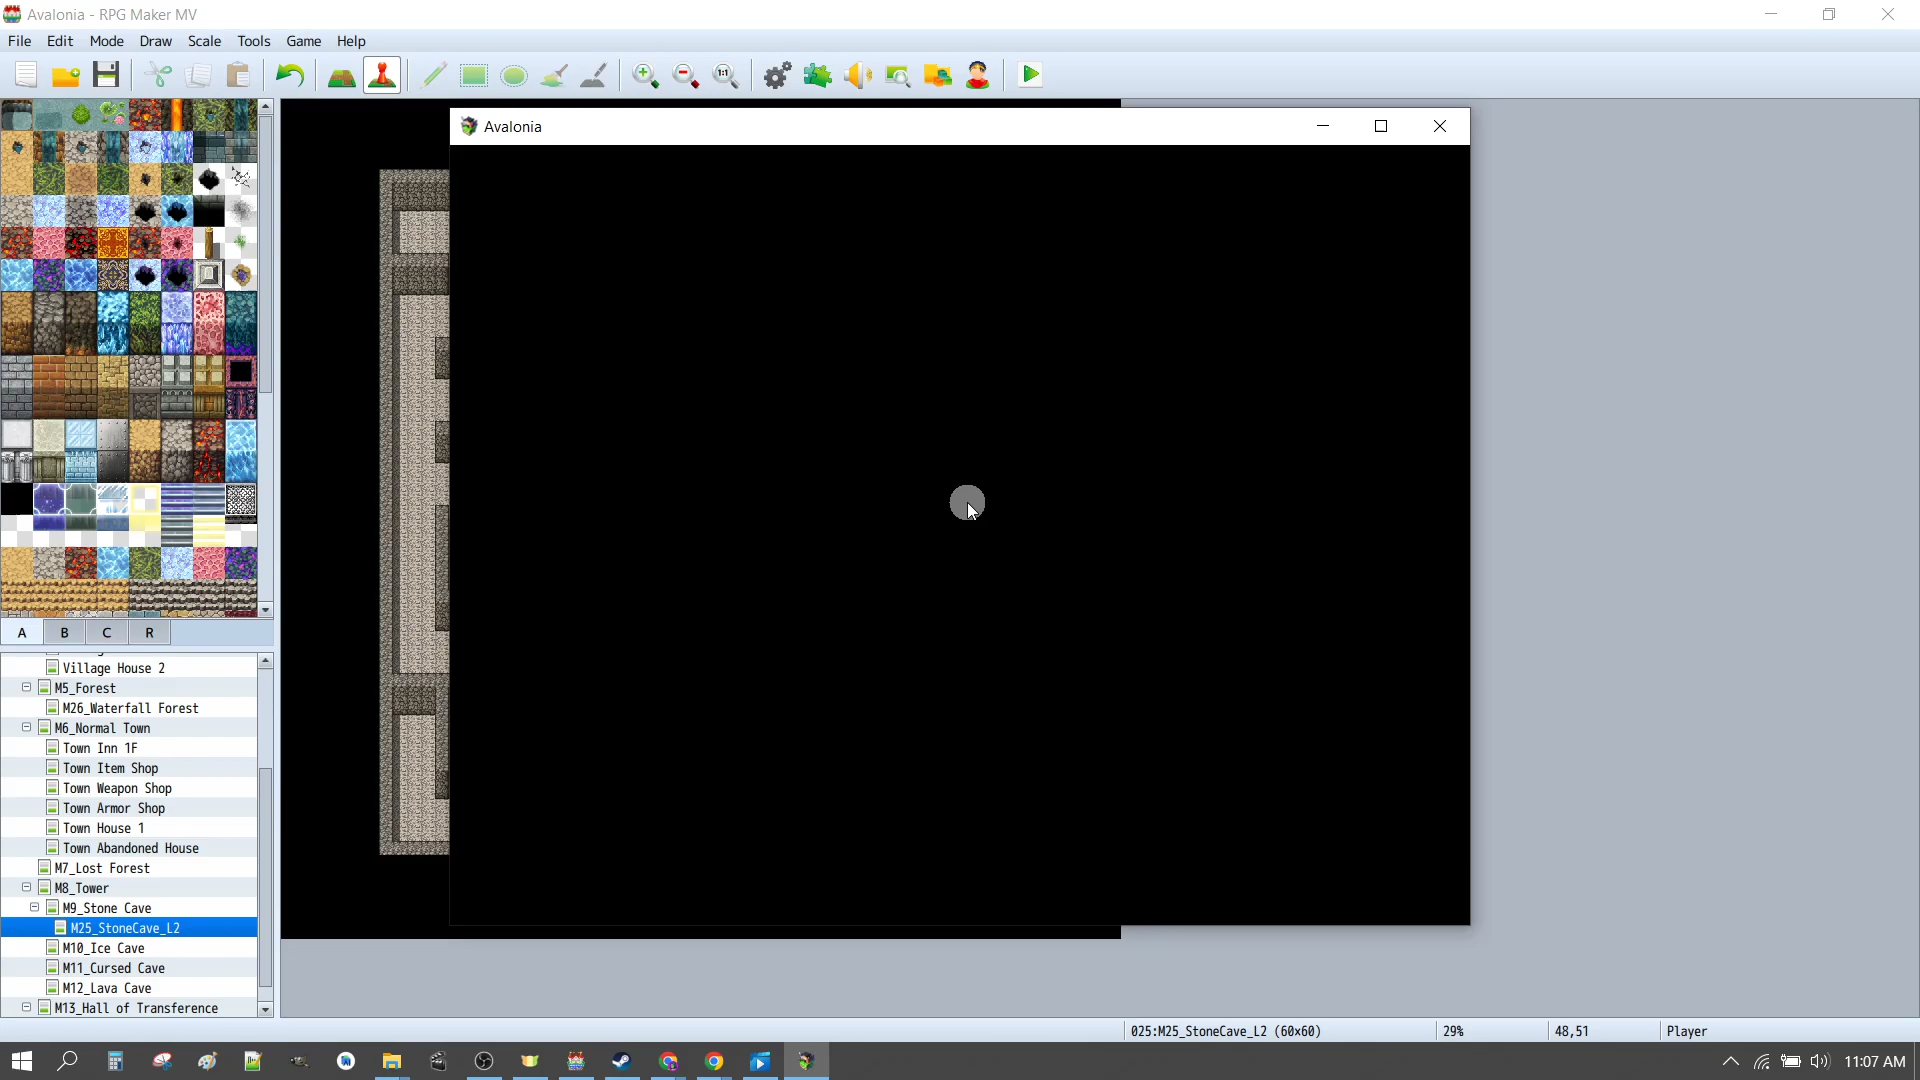 Avalonia - RPG Maker MV
File Edit Mode Draw Scale Tools Game Help
1:1
Avalonia
A B C R
Village House 2
M5_Forest
M26_Waterfall Forest
M6_Normal Town
Town Inn 1F
Town Item Shop
Town Weapon Shop
Town Armor Shop
Town House 1
Town Abandoned House
M7_Lost Forest
M8_Tower
M9_Stone Cave
M25_StoneCave_L2
M10_Ice Cave
M11_Cursed Cave
M12_Lava Cave
M13_Hall of Transference
025:M25_StoneCave_L2 (60x60) 29% 48,51 Player
11:07 AM